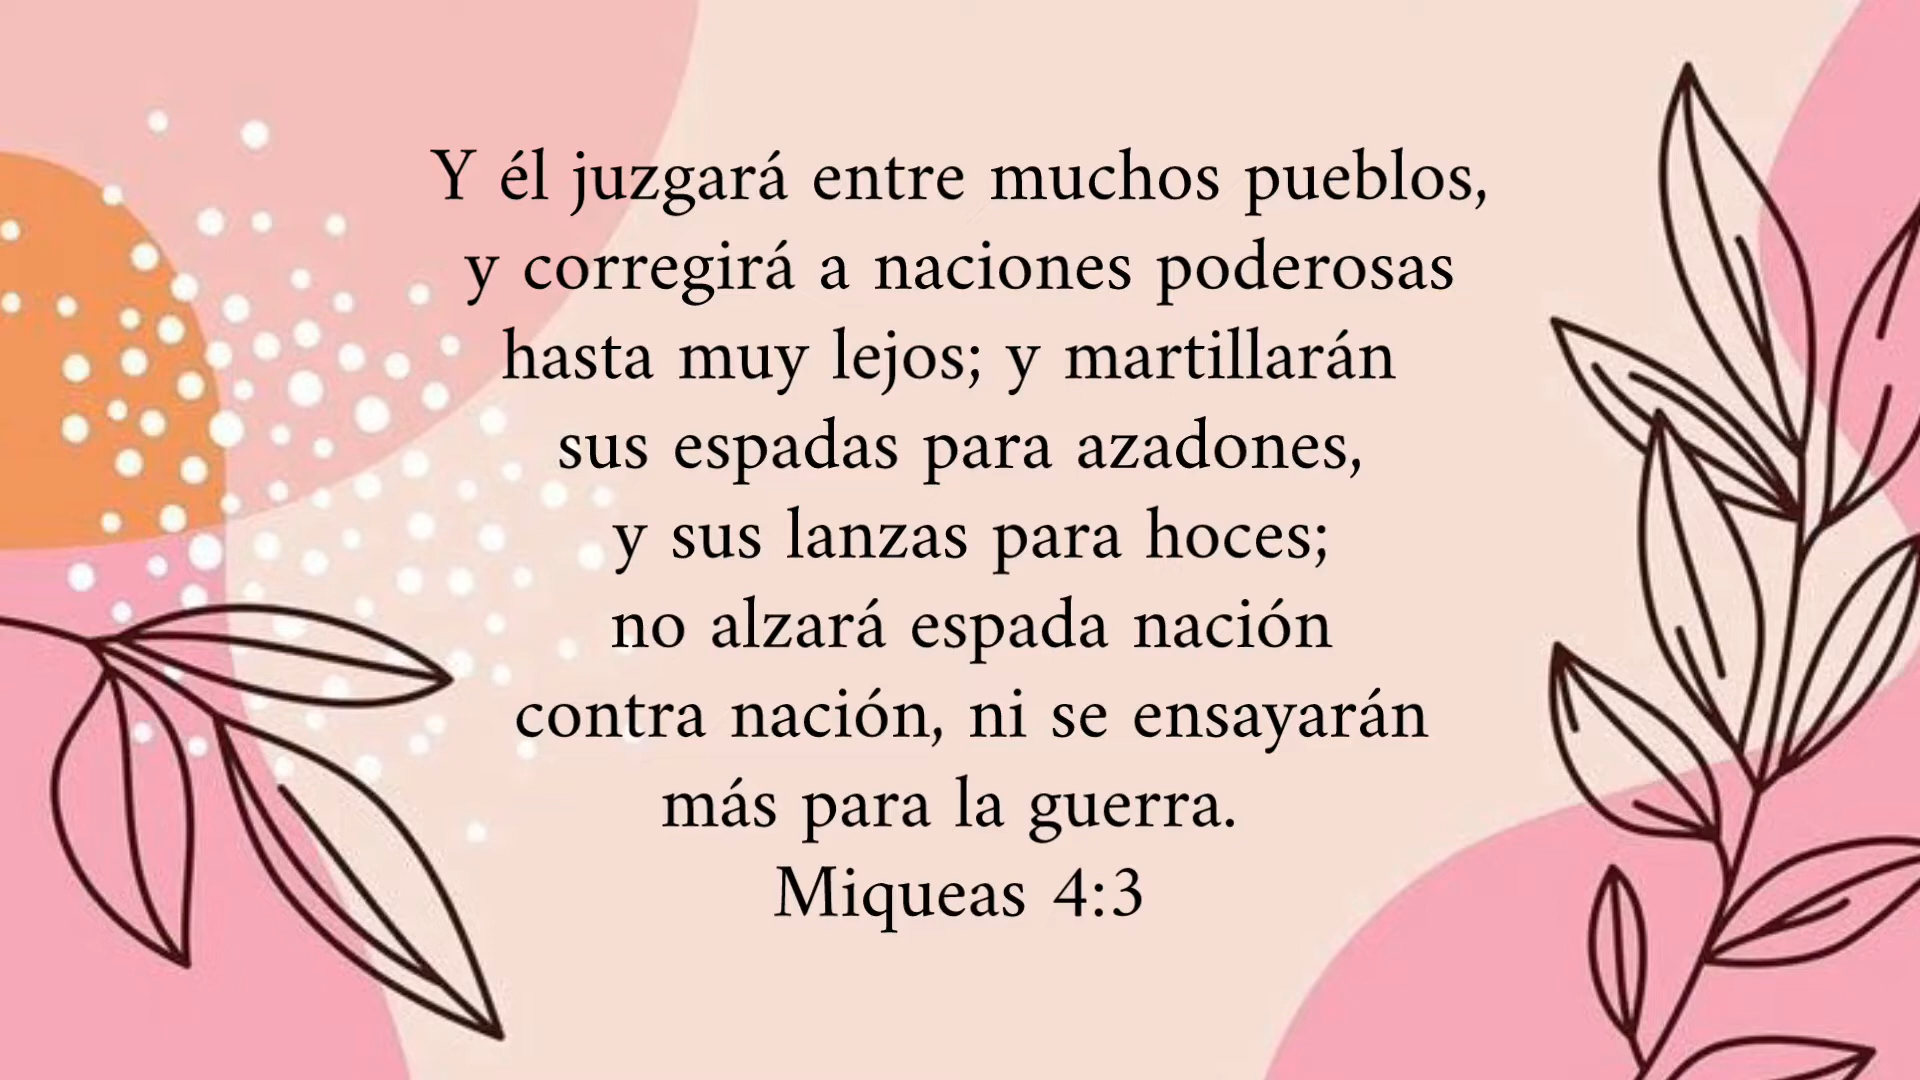 Y él juzgará entre muchos pueblos,
y corregirá a naciones poderosas
hasta muy lejos; y martillarán
sus espadas para azadones,
y sus lanzas para hoces;
no alzará espada nación
contra nación, ni se ensayarán
más para la guerra.
Miqueas 4:3